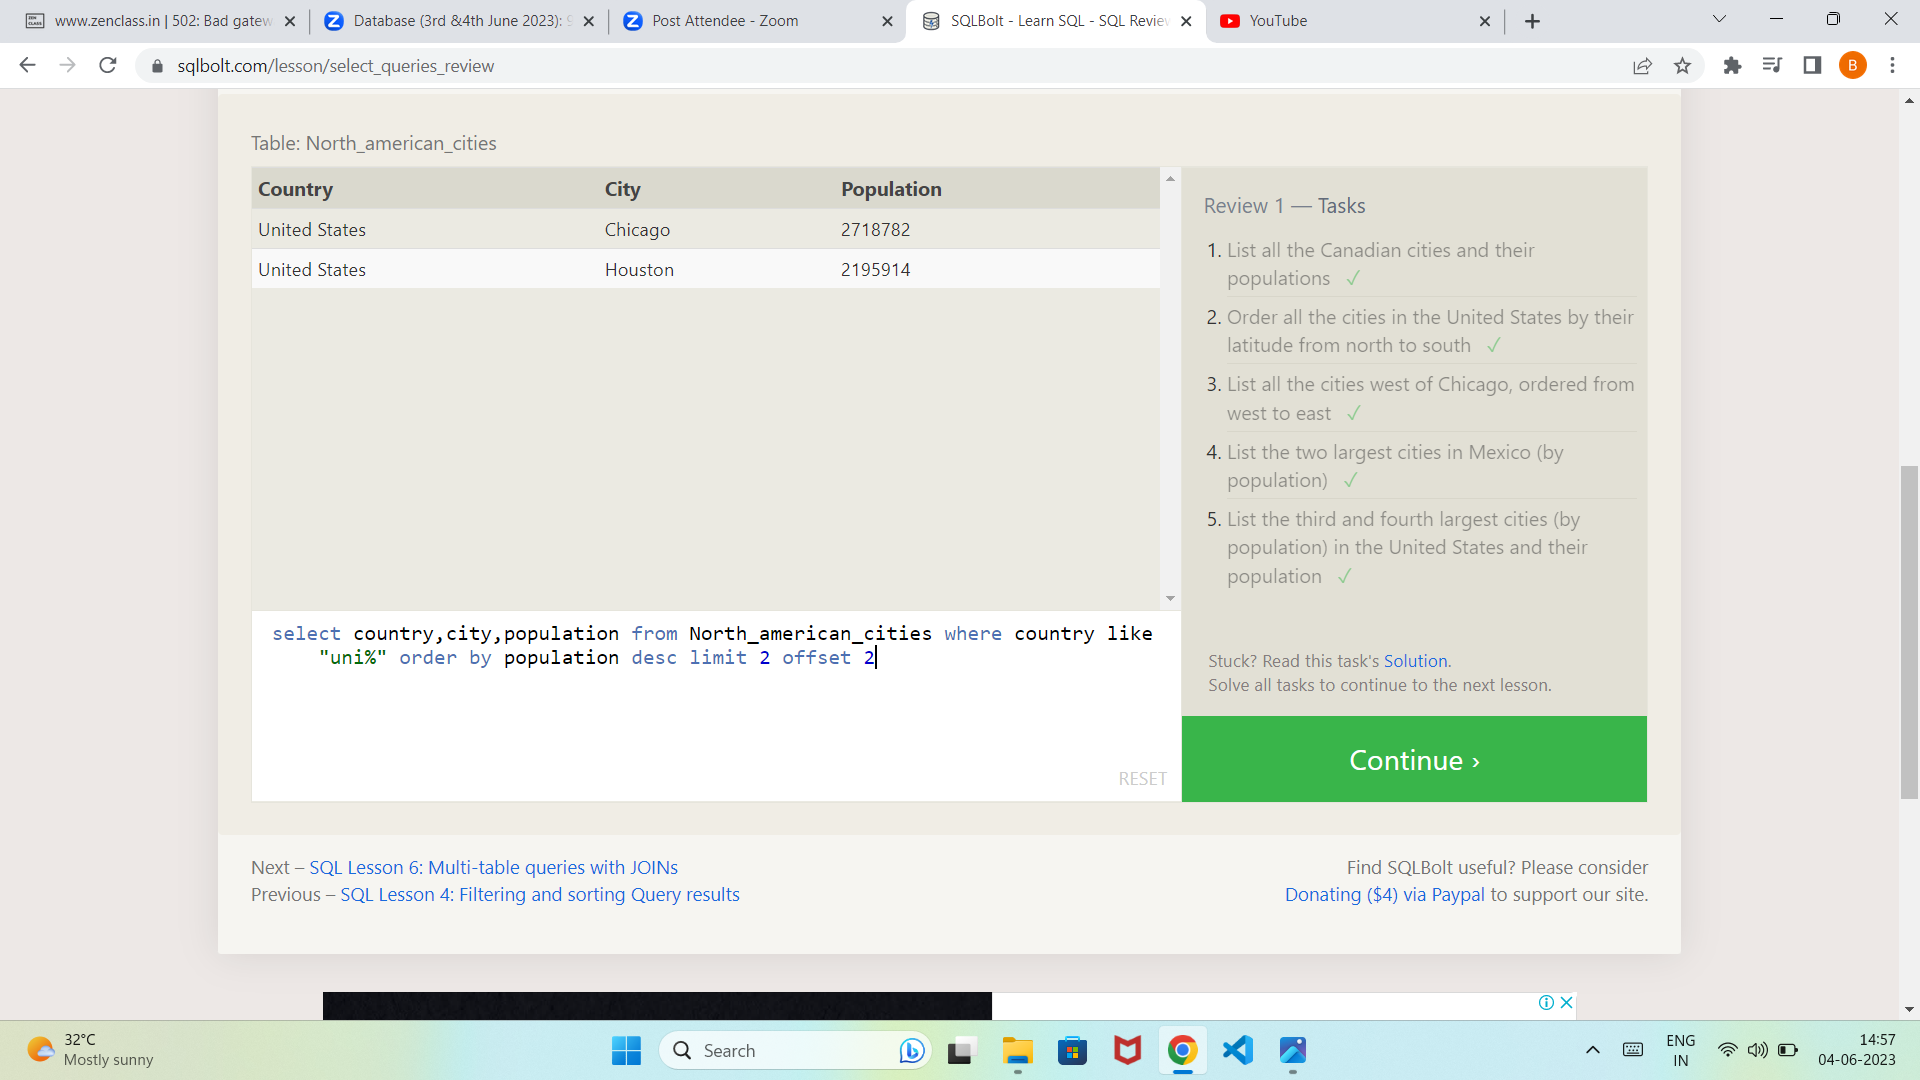 www.zenclass.in | 502: Bad gatew
Database (3rd &4th June 2023): 9
Post Attendee - Zoom
SQLBolt - Learn SQL - SQL Review
YouTube
sqlbolt.com/lesson/select_queries_review
B
Table: North_american_cities
Country City Population
United States Chicago 2718782
United States Houston 2195914
Review 1 — Tasks
1. List all the Canadian cities and their
populations ✓
2. Order all the cities in the United States by their
latitude from north to south ✓
3. List all the cities west of Chicago, ordered from
west to east ✓
4. List the two largest cities in Mexico (by
population) ✓
5. List the third and fourth largest cities (by
population) in the United States and their
population ✓
select country,city,population from North_american_cities where country like
"uni%" order by population desc limit 2 offset 2
RESET
Stuck? Read this task's Solution.
Solve all tasks to continue to the next lesson.
Continue ›
Next – SQL Lesson 6: Multi-table queries with JOINs
Previous – SQL Lesson 4: Filtering and sorting Query results
Find SQLBolt useful? Please consider
Donating ($4) via Paypal to support our site.
32°C
Mostly sunny
Search
ENG
IN
14:57
04-06-2023